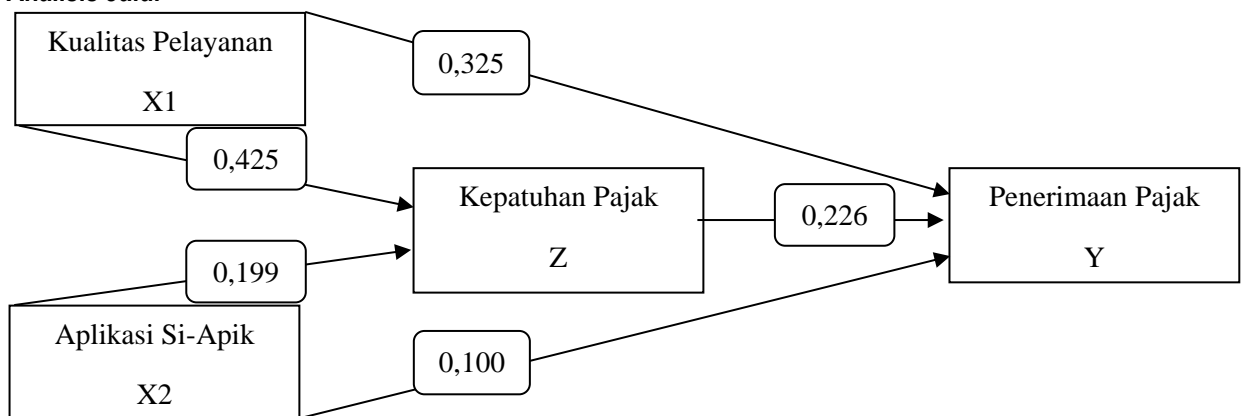 Analisis Jalur
Kualitas Pelayanan
X1
0,325
0,425
Kepatuhan Pajak
Z
0,226
Penerimaan Pajak
Y
0,199
Aplikasi Si-Apik
X2
0,100